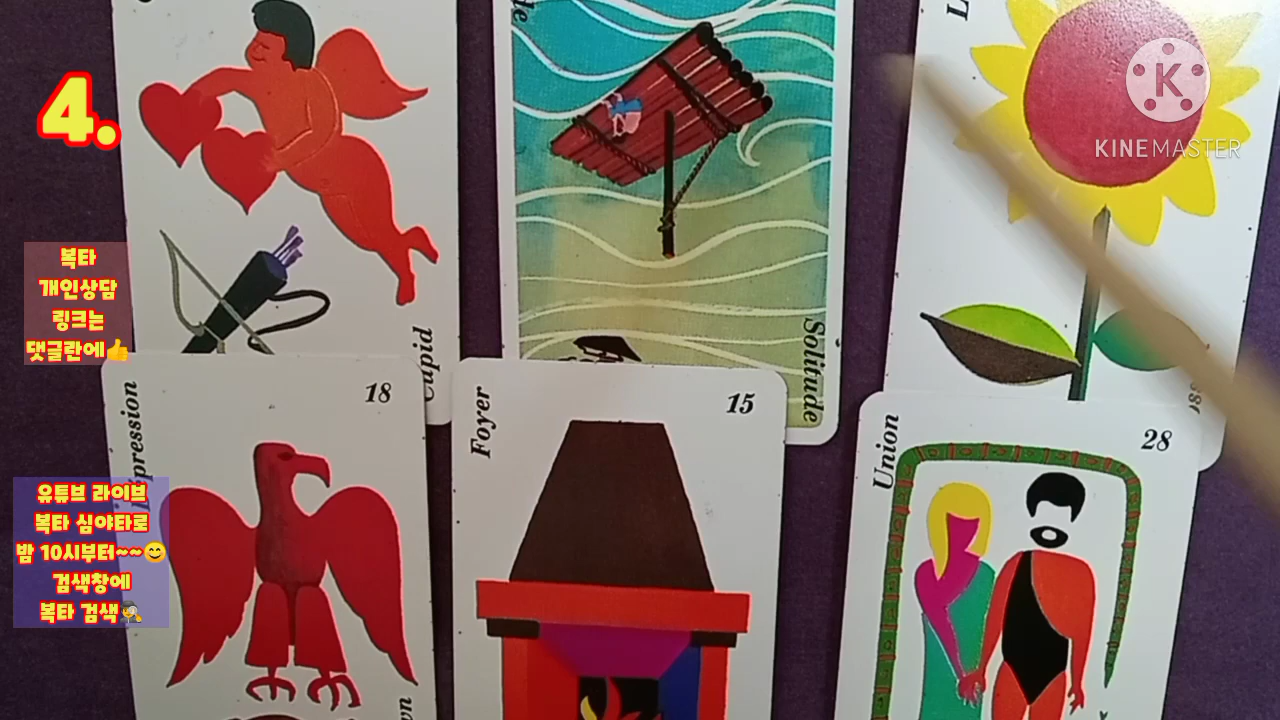 4.
복타
개인상담
링크는
댓글란에👍
유튜브 라이브
복타 심야타로
밤 10시부터~~😊
검색창에
복타 검색🕵
KINEMASTER
Cupid
Solitude
18
Foyer
15
Union
28